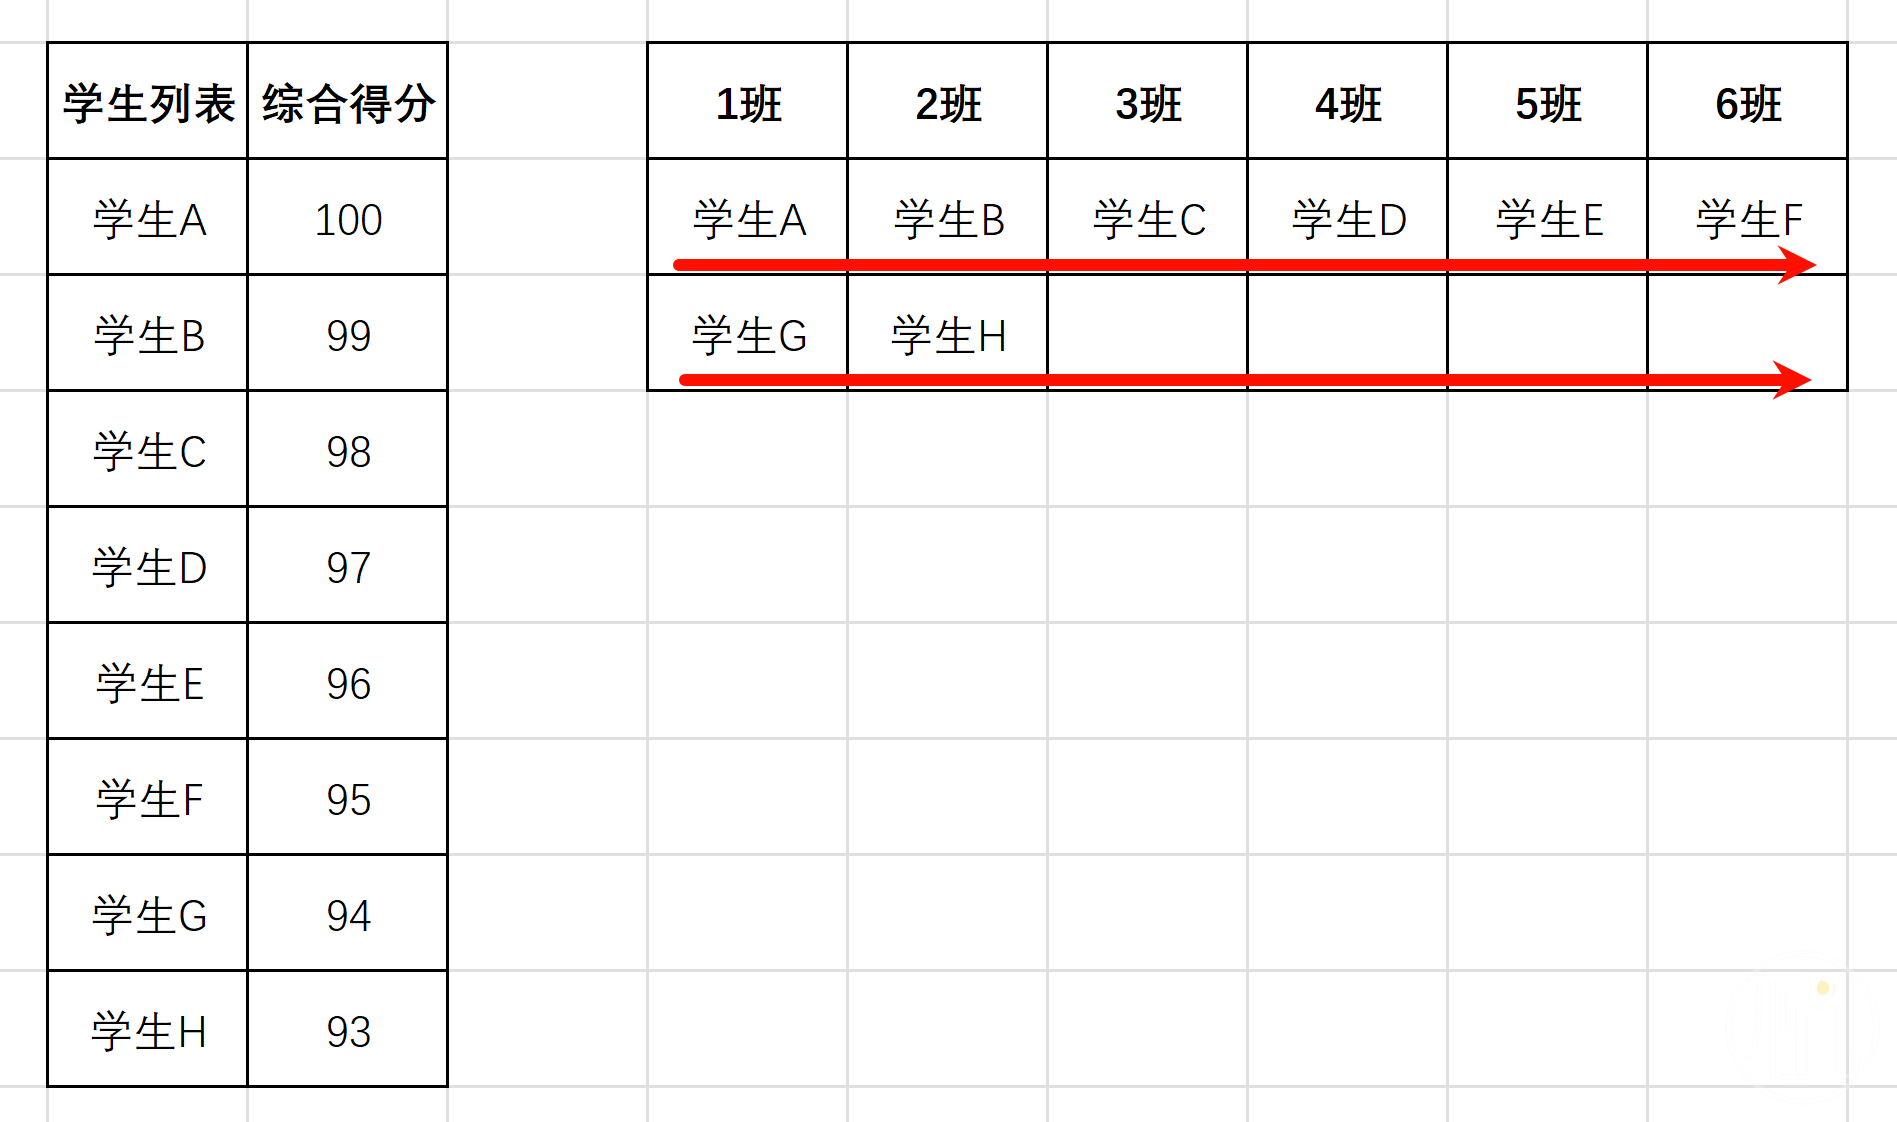 学生列表 综合得分 1班 2班 3班 4班 5班 6班
学生A 100 学生A 学生B 学生C 学生D 学生E 学生F
学生B 99 学生G 学生H
学生C 98
学生D 97
学生E 96
学生F 95
学生G 94
学生H 93